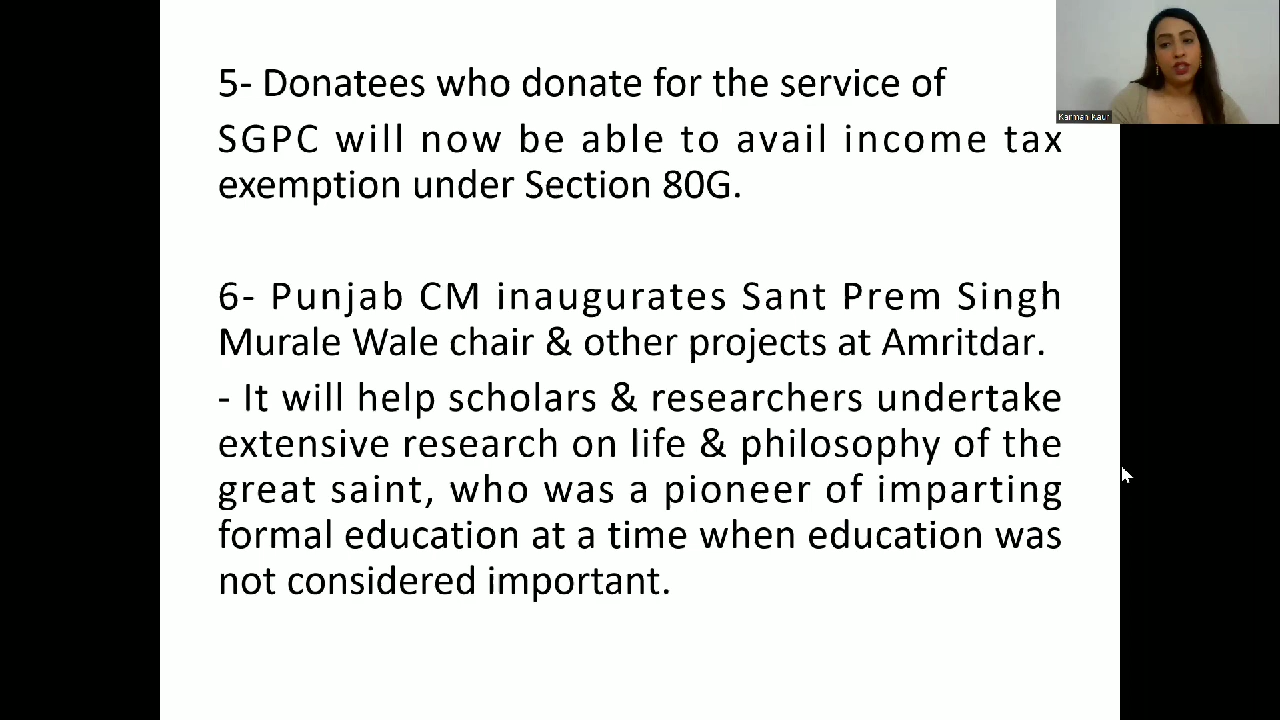 5- Donatees who donate for the service of
SGPC will now be able to avail income tax
exemption under Section 80G.
6- Punjab CM inaugurates Sant Prem Singh
Murale Wale chair & other projects at Amritdar.
- It will help scholars & researchers undertake
extensive research on life & philosophy of the
great saint, who was a pioneer of imparting
formal education at a time when education was
not considered important.
Karman Kaur